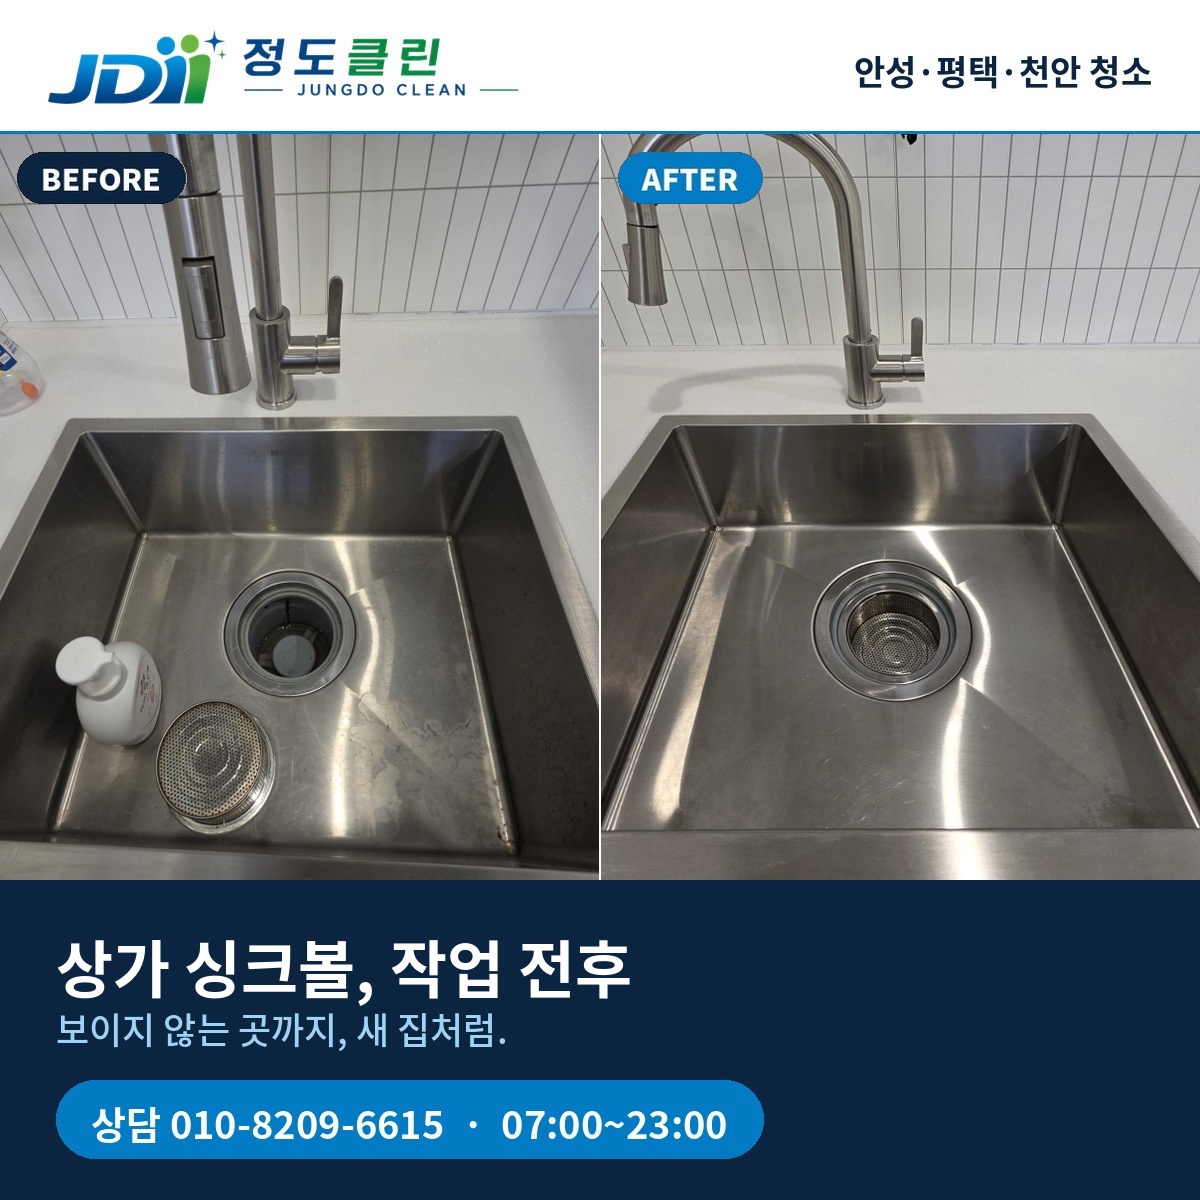 JDii 정도클린
JUNGDO CLEAN
안성·평택·천안 청소
BEFORE
AFTER
상가 싱크볼, 작업 전후
보이지 않는 곳까지, 새 집처럼.
상담 010-8209-6615 · 07:00~23:00